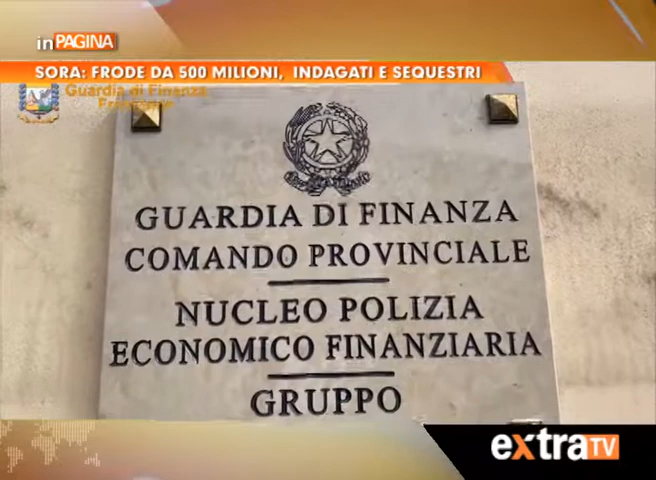 inPAGINA
SORA: FRODE DA 500 MILIONI, INDAGATI E SEQUESTRI
Guardia di Finanza
Frosinone
GUARDIA DI FINANZA
COMANDO PROVINCIALE
NUCLEO POLIZIA
ECONOMICO FINANZIARIA
GRUPPO
extraTV